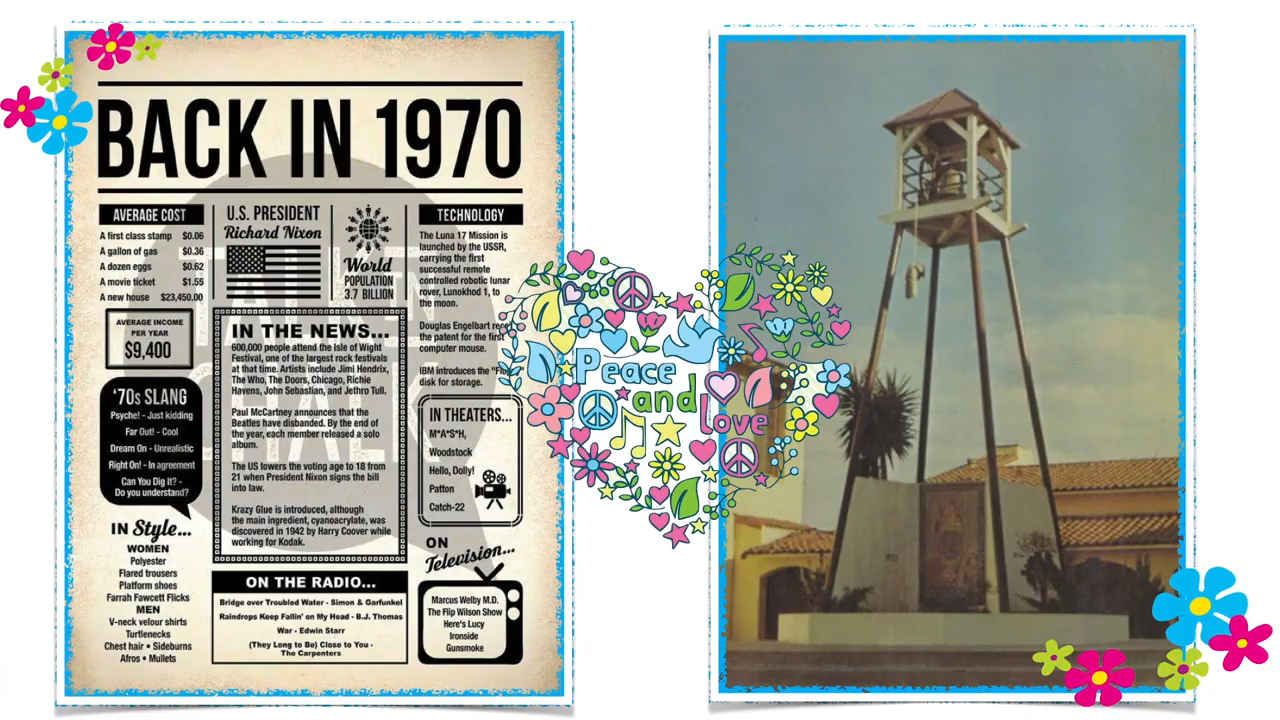 BACK IN 1970
AVERAGE COST
A first class stamp $0.06
A gallon of gas $0.36
A dozen eggs $0.62
A movie ticket $1.55
A new house $23,450.00
AVERAGE INCOME
PER YEAR
$9,400
'70s SLANG
Psyche! - Just kidding
Far Out! - Cool
Dream On - Unrealistic
Right On! - In agreement
Can You Dig It? -
Do you understand?
IN Style...
WOMEN
Polyester
Flared trousers
Platform shoes
Farrah Fawcett Flicks
MEN
V-neck velour shirts
Turtlenecks
Chest hair • Sideburns
Afros • Mullets
U.S. PRESIDENT
Richard Nixon
World
POPULATION
3.7 BILLION
IN THE NEWS...
600,000 people attend the Isle of Wight
Festival, one of the largest rock festivals
at that time. Artists include Jimi Hendrix,
The Who, The Doors, Chicago, Richie
Havens, John Sebastian, and Jethro Tull.
Paul McCartney announces that the
Beatles have disbanded. By the end of
the year, each member released a solo
album.
The US lowers the voting age to 18 from
21 when President Nixon signs the bill
into law.
Krazy Glue is introduced, although
the main ingredient, cyanoacrylate, was
discovered in 1942 by Harry Coover while
working for Kodak.
ON THE RADIO...
Bridge over Troubled Water - Simon & Garfunkel
Raindrops Keep Fallin' on My Head - B.J. Thomas
War - Edwin Starr
(They Long to Be) Close to You -
The Carpenters
TECHNOLOGY
The Luna 17 Mission is
launched by the USSR,
carrying the first
successful remote
controlled robotic lunar
rover, Lunokhod 1, to
the moon.
Douglas Engelbart
the patent for the first
computer mouse.
IBM introduces the
disk for storage.
IN THEATERS...
M*A*S*H,
Woodstock
Hello, Dolly!
Patton
Catch-22
ON
Television...
Marcus Welby M.D.
The Flip Wilson Show
Here's Lucy
Ironside
Gunsmoke
Peace
and
love